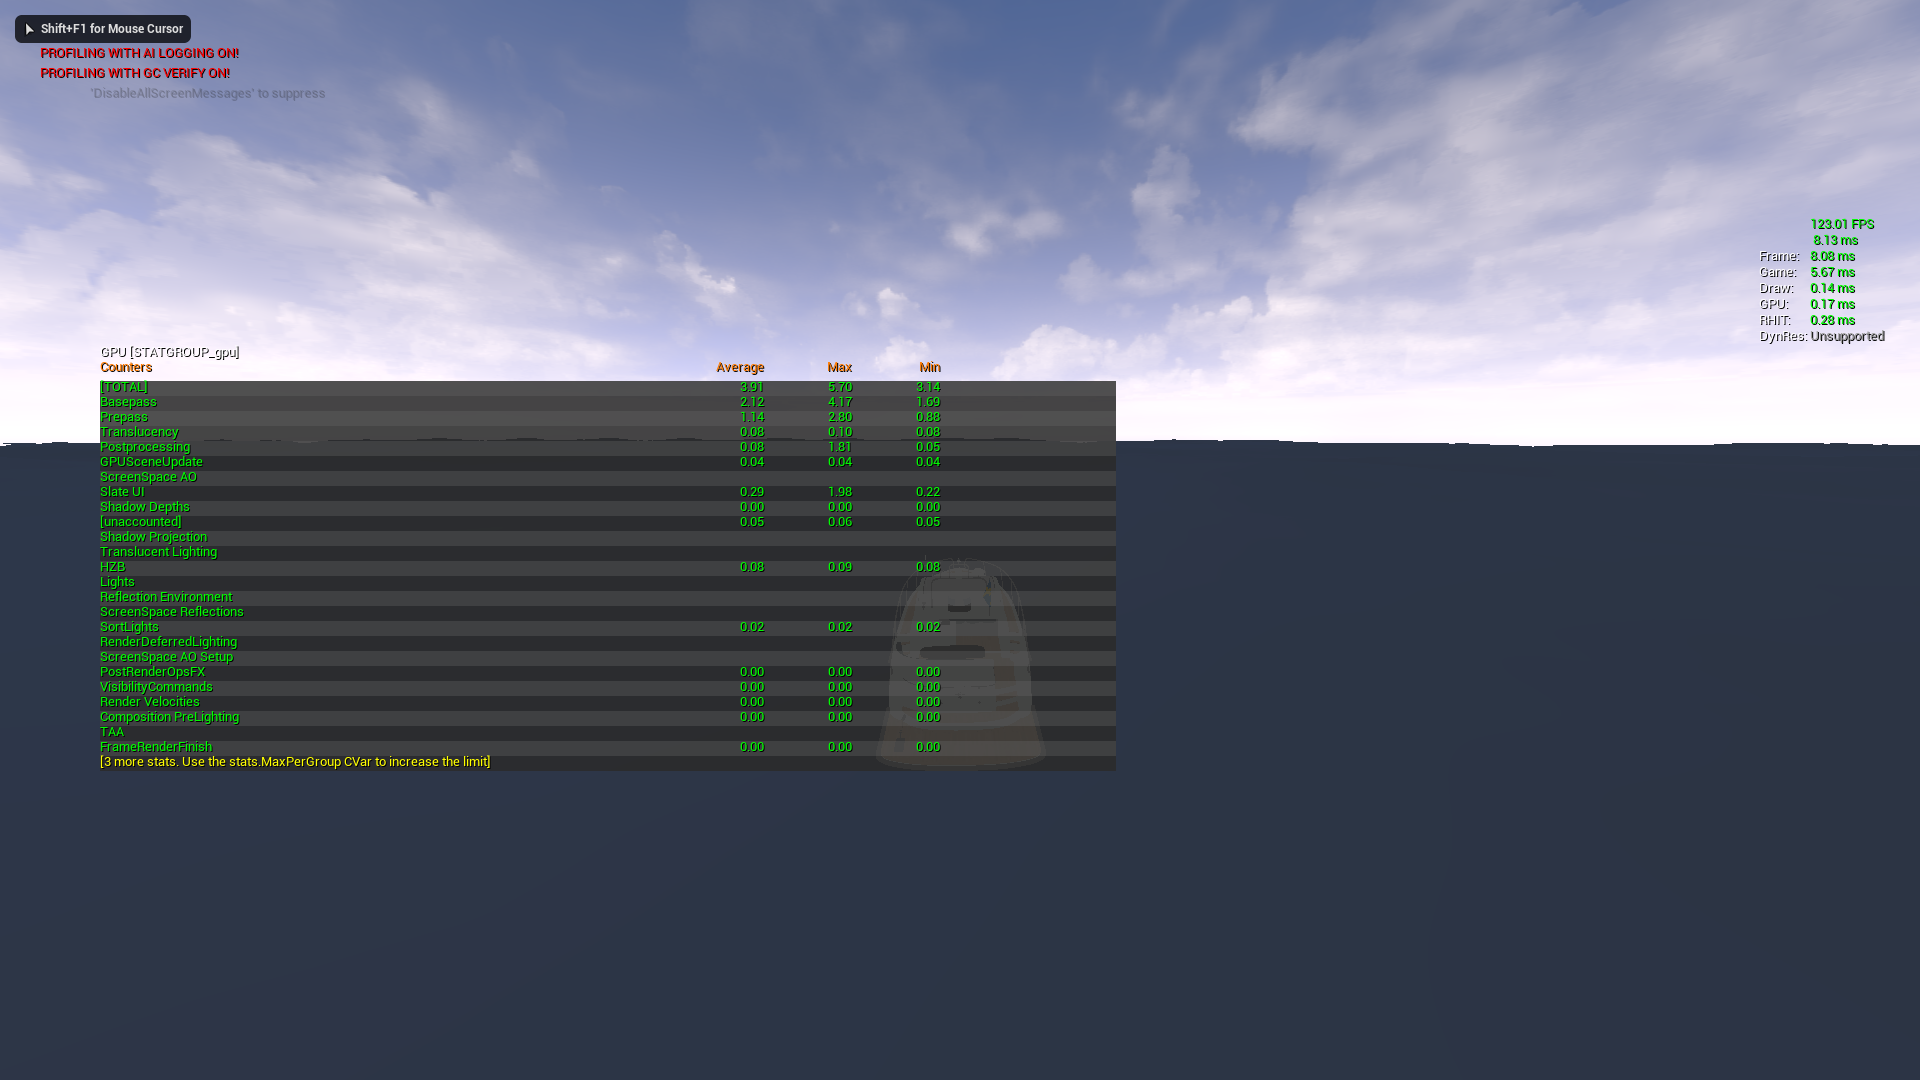 Shift+F1 for Mouse Cursor
PROFILING WITH AI LOGGING ON!
PROFILING WITH GC VERIFY ON!
'DisableAllScreenMessages' to suppress
123.01 FPS
8.13 ms
Frame: 8.08 ms
Game: 5.67 ms
Draw: 0.14 ms
GPU: 0.17 ms
RHIT: 0.28 ms
DynRes: Unsupported
GPU [STATGROUP_gpu]
Counters Average Max Min
[TOTAL] 3.91 5.70 3.14
Basepass 2.12 4.17 1.69
Prepass 1.14 2.80 0.88
Translucency 0.08 0.10 0.08
Postprocessing 0.08 1.81 0.05
GPUSceneUpdate 0.04 0.04 0.04
ScreenSpace AO
Slate UI 0.29 1.98 0.22
Shadow Depths 0.00 0.00 0.00
[unaccounted] 0.05 0.06 0.05
Shadow Projection
Translucent Lighting
HZB 0.08 0.09 0.08
Lights
Reflection Environment
ScreenSpace Reflections
SortLights 0.02 0.02 0.02
RenderDeferredLighting
ScreenSpace AO Setup
PostRenderOpsFX 0.00 0.00 0.00
VisibilityCommands 0.00 0.00 0.00
Render Velocities 0.00 0.00 0.00
Composition PreLighting 0.00 0.00 0.00
TAA
FrameRenderFinish 0.00 0.00 0.00
[3 more stats. Use the stats.MaxPerGroup CVar to increase the limit]